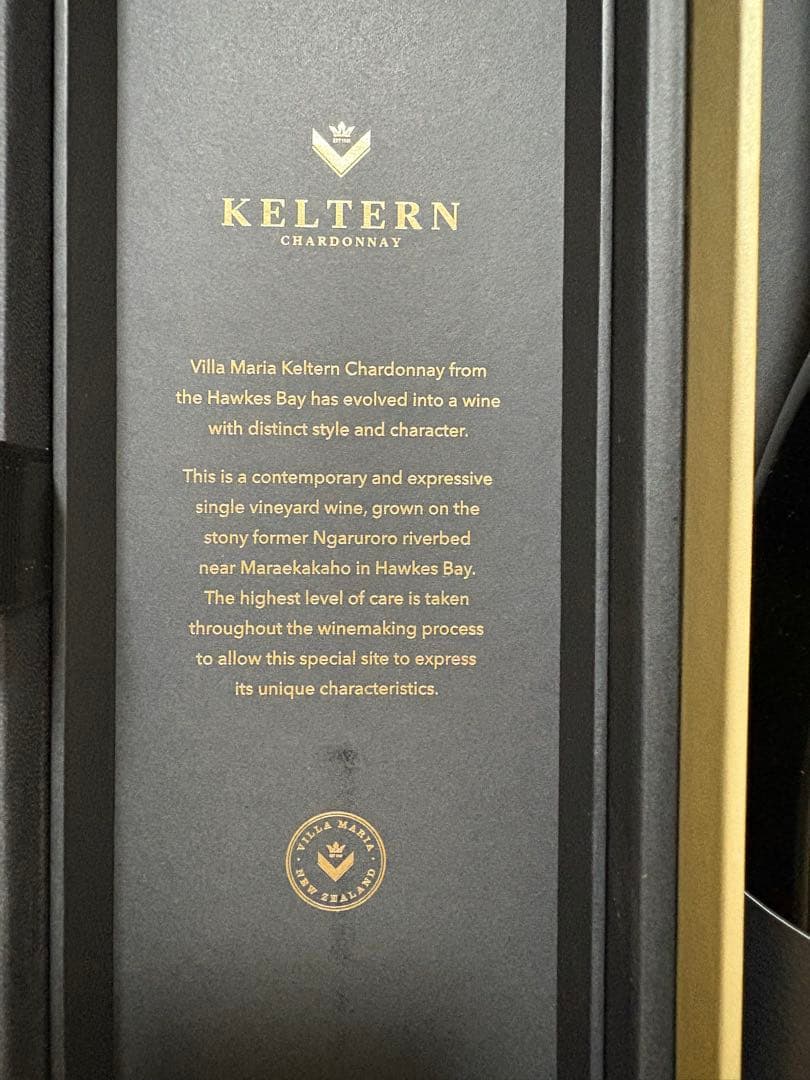 KELTERN
CHARDONNAY
Villa Maria Keltern Chardonnay from
the Hawkes Bay has evolved into a wine
with distinct style and character.
This is a contemporary and expressive
single vineyard wine, grown on the
stony former Ngaruroro riverbed
near Maraekakaho in Hawkes Bay.
The highest level of care is taken
throughout the winemaking process
to allow this special site to express
its unique characteristics.
VILLA MARIA
NEW ZEALAND